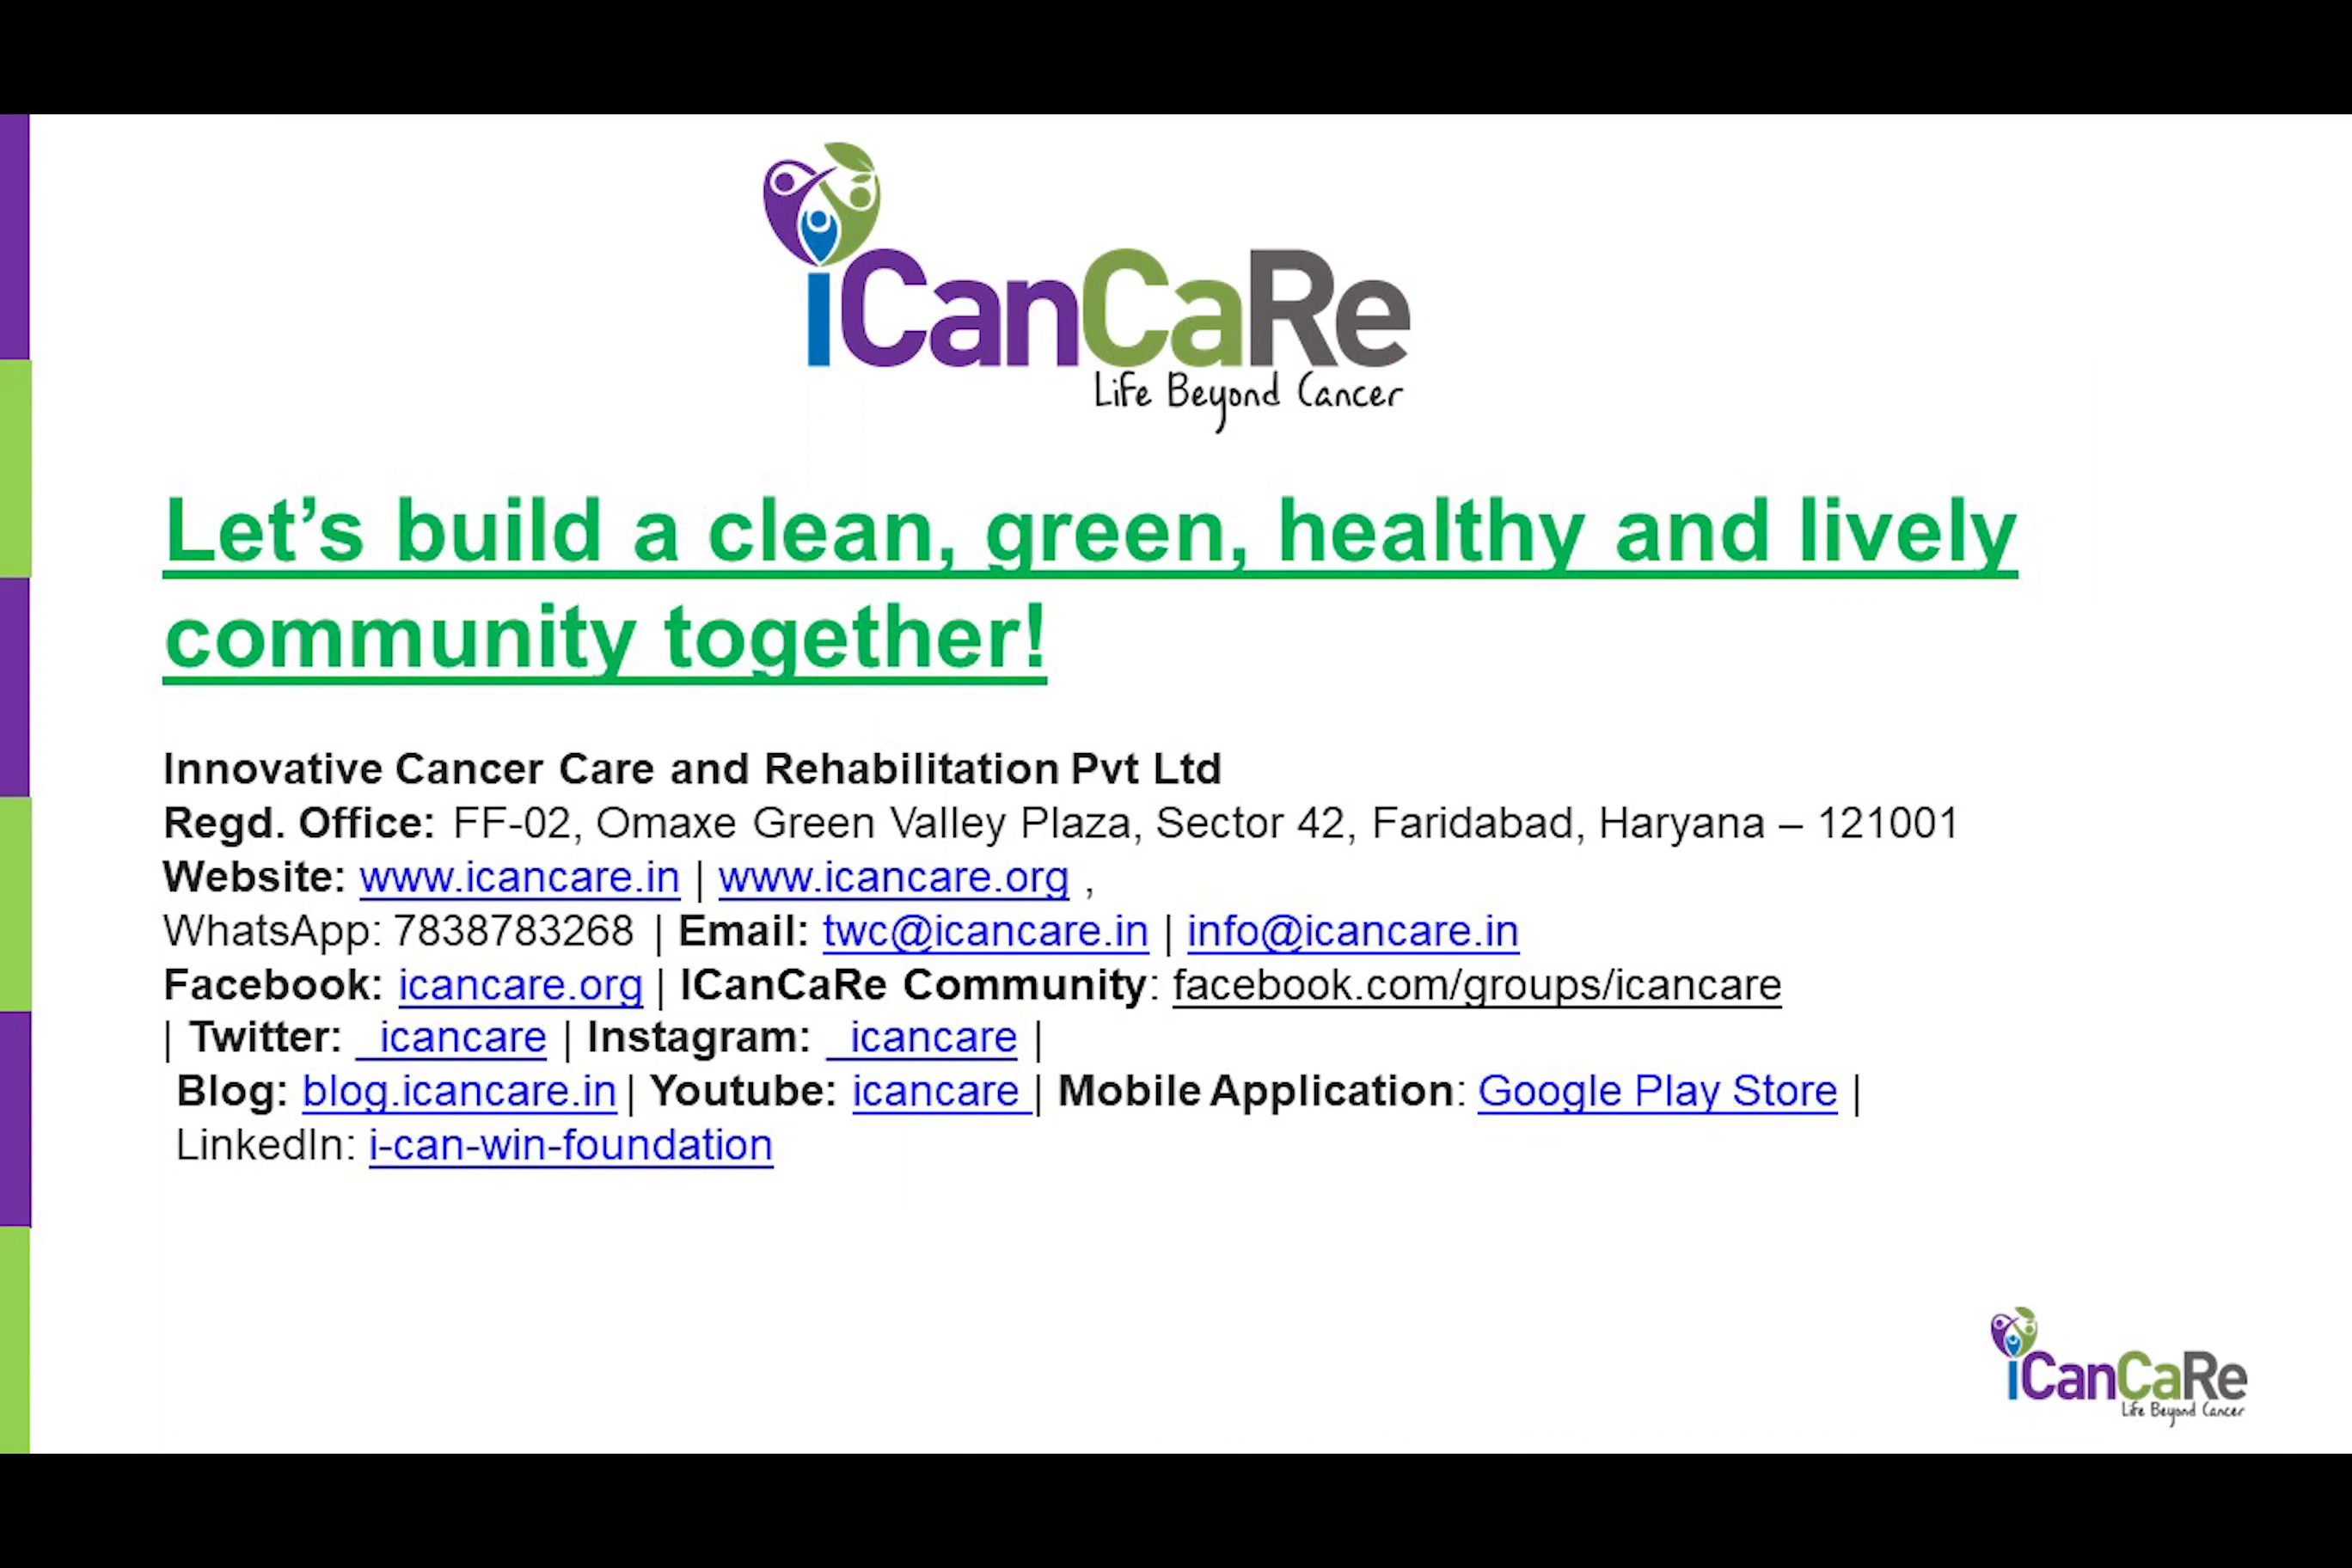 iCanCaRe
Life Beyond Cancer
Let’s build a clean, green, healthy and lively
community together!
Innovative Cancer Care and Rehabilitation Pvt Ltd
Regd. Office: FF-02, Omaxe Green Valley Plaza, Sector 42, Faridabad, Haryana – 121001
Website: www.icancare.in | www.icancare.org ,
WhatsApp: 7838783268 | Email: twc@icancare.in | info@icancare.in
Facebook: icancare.org | ICanCaRe Community: facebook.com/groups/icancare
| Twitter: _icancare | Instagram: _icancare |
Blog: blog.icancare.in | Youtube: icancare | Mobile Application: Google Play Store |
LinkedIn: i-can-win-foundation
iCanCaRe
Life Beyond Cancer